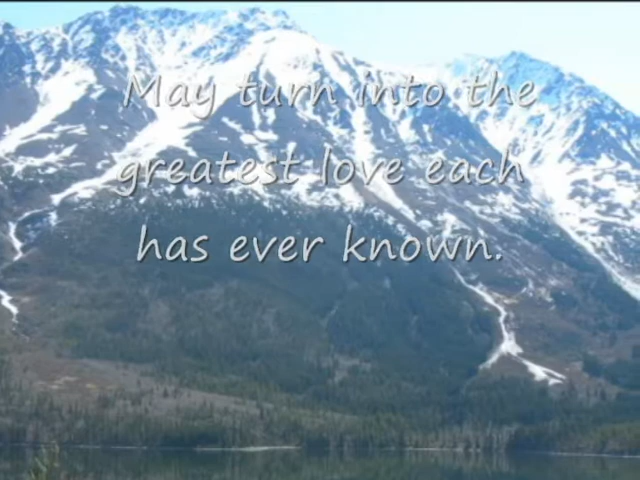 May turn into the
greatest love each
has ever known.